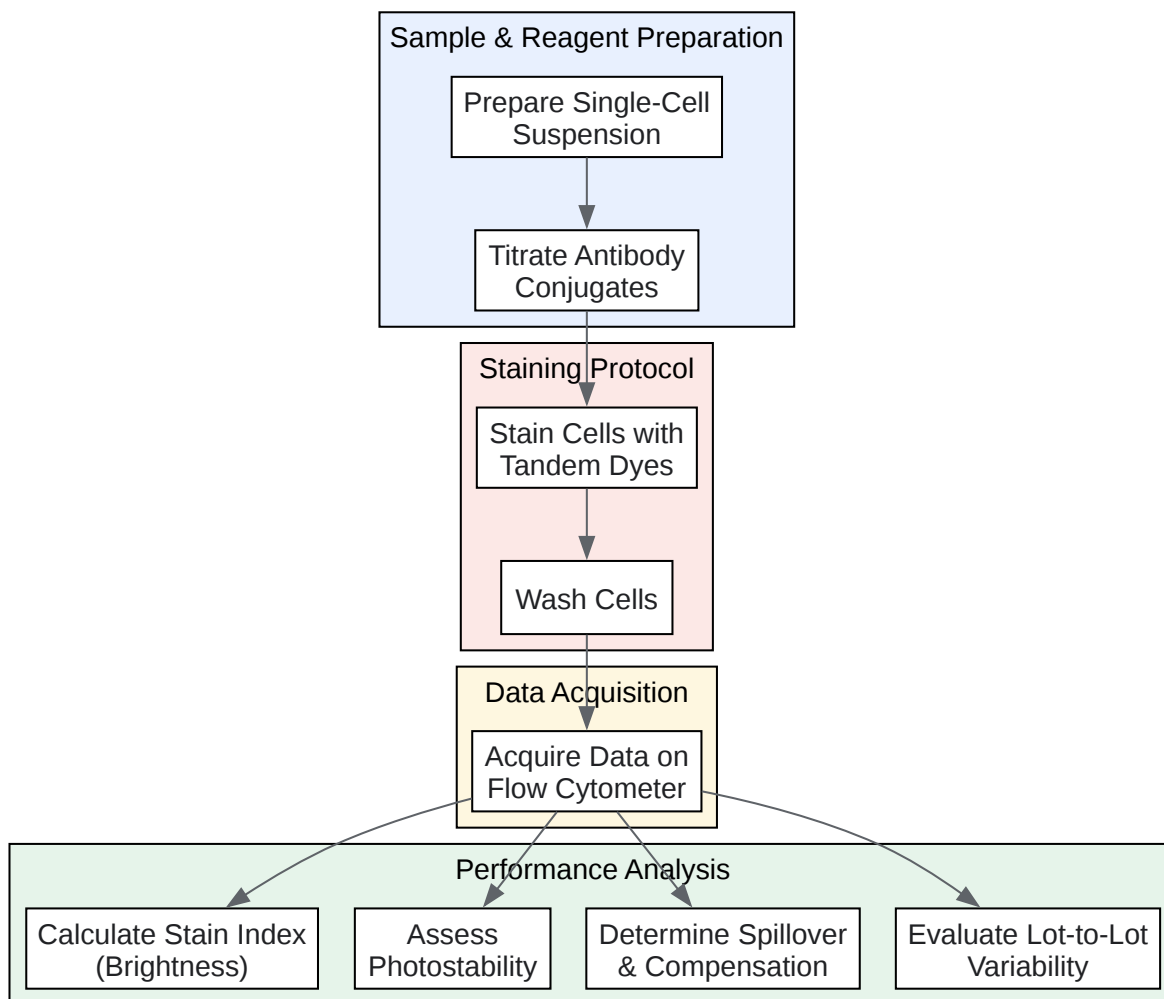 Sample & Reagent Preparation
Prepare Single-Cell
Suspension
Titrate Antibody
Conjugates
Staining Protocol
Stain Cells with
Tandem Dyes
Wash Cells
Data Acquisition
Acquire Data on
Flow Cytometer
Performance Analysis
Calculate Stain Index
(Brightness)
Assess
Photostability
Determine Spillover
& Compensation
Evaluate Lot-to-Lot
Variability